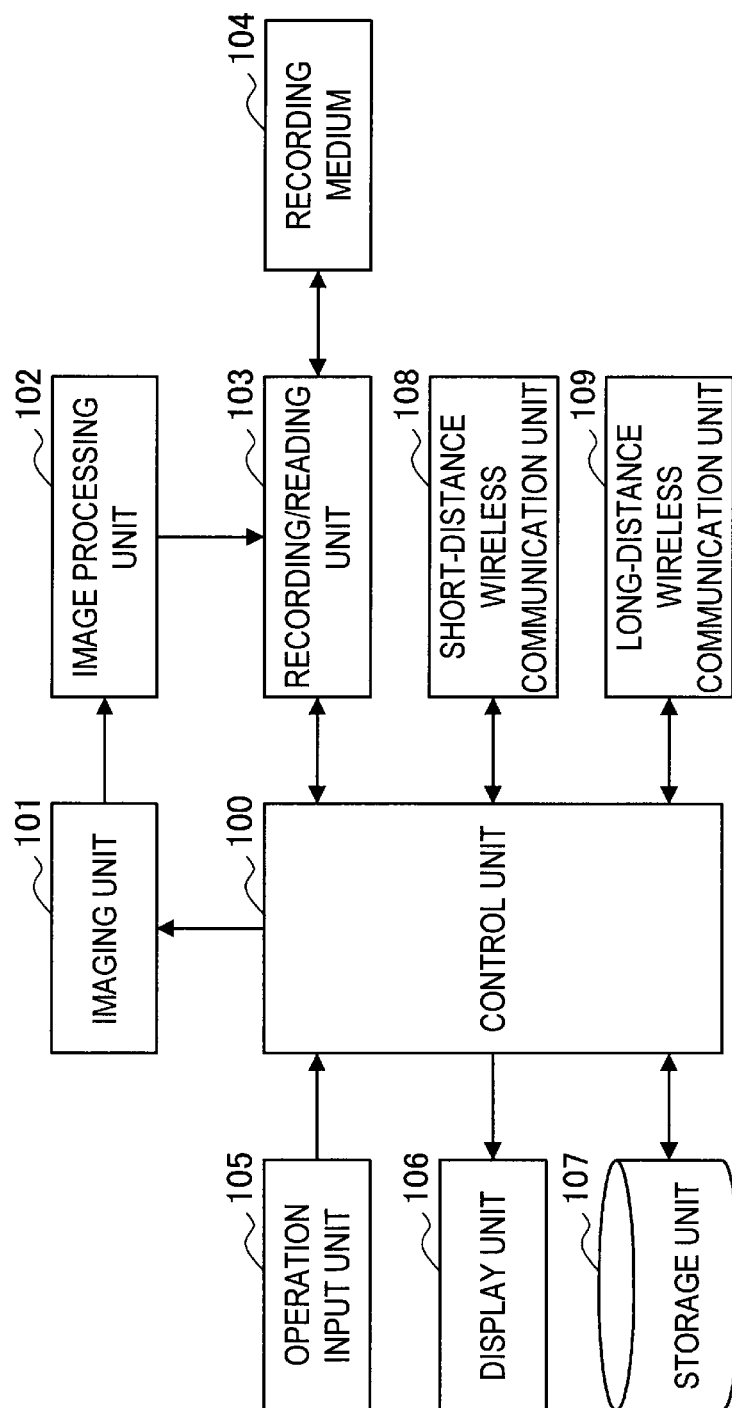 101
IMAGING UNIT
102
IMAGE PROCESSING
UNIT
105
OPERATION
INPUT UNIT
100
CONTROL UNIT
103
RECORDING/READING
UNIT
104
RECORDING
MEDIUM
106
DISPLAY UNIT
108
SHORT-DISTANCE
WIRELESS
COMMUNICATION UNIT
107
STORAGE UNIT
109
LONG-DISTANCE
WIRELESS
COMMUNICATION UNIT